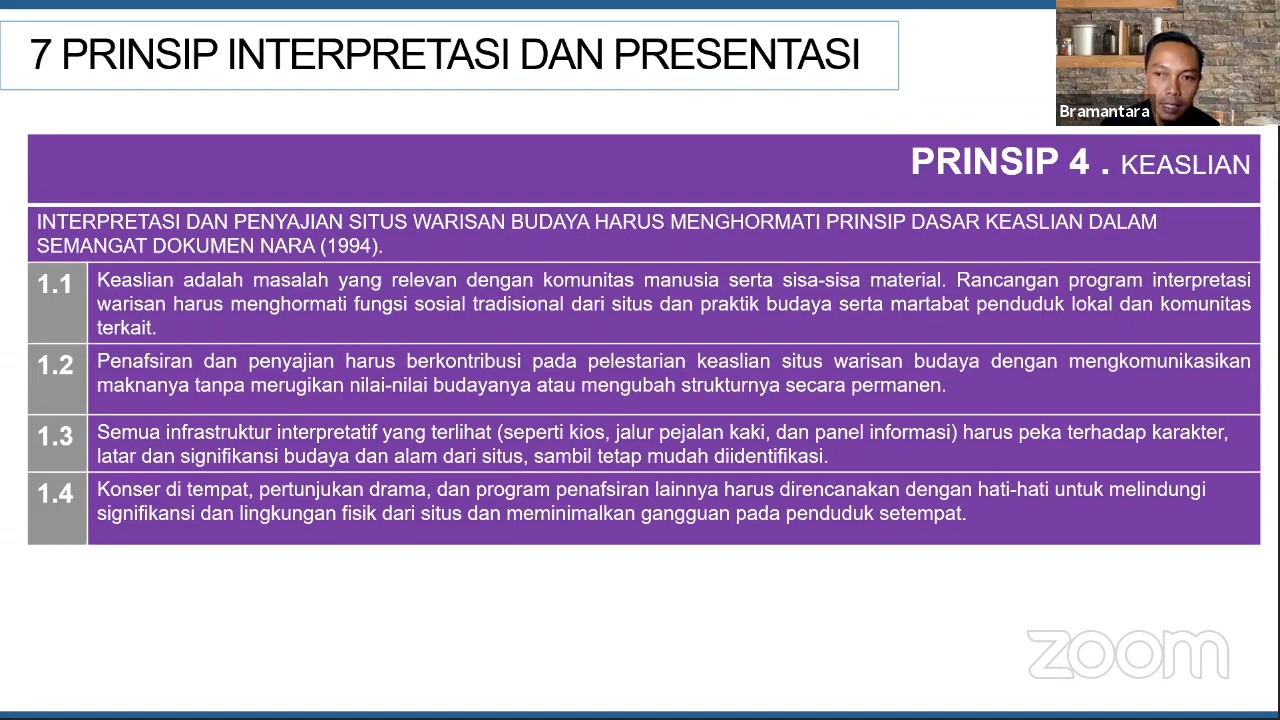 7 PRINSIP INTERPRETASI DAN PRESENTASI
Bramantara
PRINSIP 4 . KEASLIAN
INTERPRETASI DAN PENYAJIAN SITUS WARISAN BUDAYA HARUS MENGHORMATI PRINSIP DASAR KEASLIAN DALAM
SEMANGAT DOKUMEN NARA (1994).
1.1 Keaslian adalah masalah yang relevan dengan komunitas manusia serta sisa-sisa material. Rancangan program interpretasi
warisan harus menghormati fungsi sosial tradisional dari situs dan praktik budaya serta martabat penduduk lokal dan komunitas
terkait.
1.2 Penafsiran dan penyajian harus berkontribusi pada pelestarian keaslian situs warisan budaya dengan mengkomunikasikan
maknanya tanpa merugikan nilai-nilai budayanya atau mengubah strukturnya secara permanen.
1.3 Semua infrastruktur interpretatif yang terlihat (seperti kios, jalur pejalan kaki, dan panel informasi) harus peka terhadap karakter,
latar dan signifikansi budaya dan alam dari situs, sambil tetap mudah diidentifikasi.
1.4 Konser di tempat, pertunjukan drama, dan program penafsiran lainnya harus direncanakan dengan hati-hati untuk melindungi
signifikansi dan lingkungan fisik dari situs dan meminimalkan gangguan pada penduduk setempat.
zoom